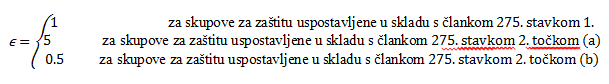 1 za skupove za zaštitu uspostavljene u skladu s člankom 275. stavkom 1.
ϵ= 5 za skupove za zaštitu uspostavljene u skladu s člankom 275. stavkom 2. točkom (a)
0.5 za skupove za zaštitu uspostavljene u skladu s člankom 275. stavkom 2. točkom (b)